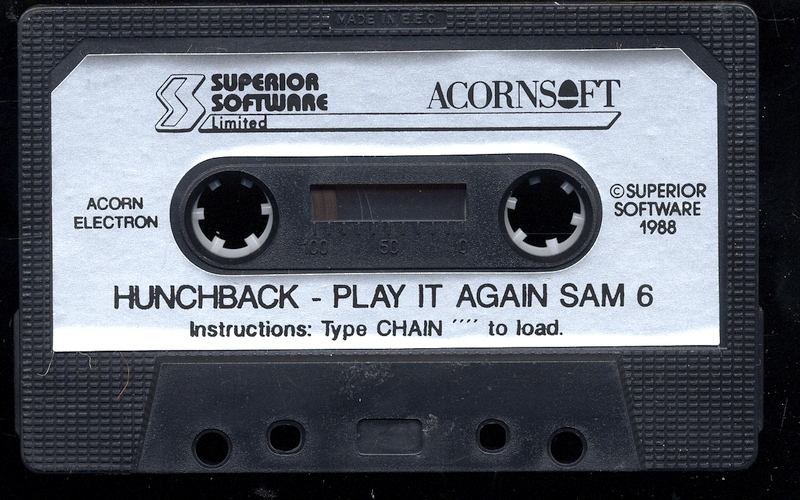 MADE IN E.E.C.
SUPERIOR
SOFTWARE
Limited
ACORNSOFT
ACORN
ELECTRON
©SUPERIOR
SOFTWARE
1988
100 50 0
HUNCHBACK - PLAY IT AGAIN SAM 6
Instructions: Type CHAIN "" to load.